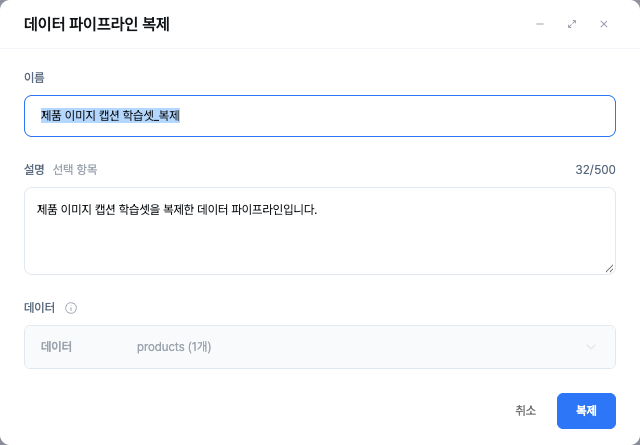 데이터 파이프라인 복제
이름
제품 이미지 캡션 학습셋_복제
설명 선택 항목 32/500
제품 이미지 캡션 학습셋을 복제한 데이터 파이프라인입니다.
데이터
데이터 products (1개)
취소 복제